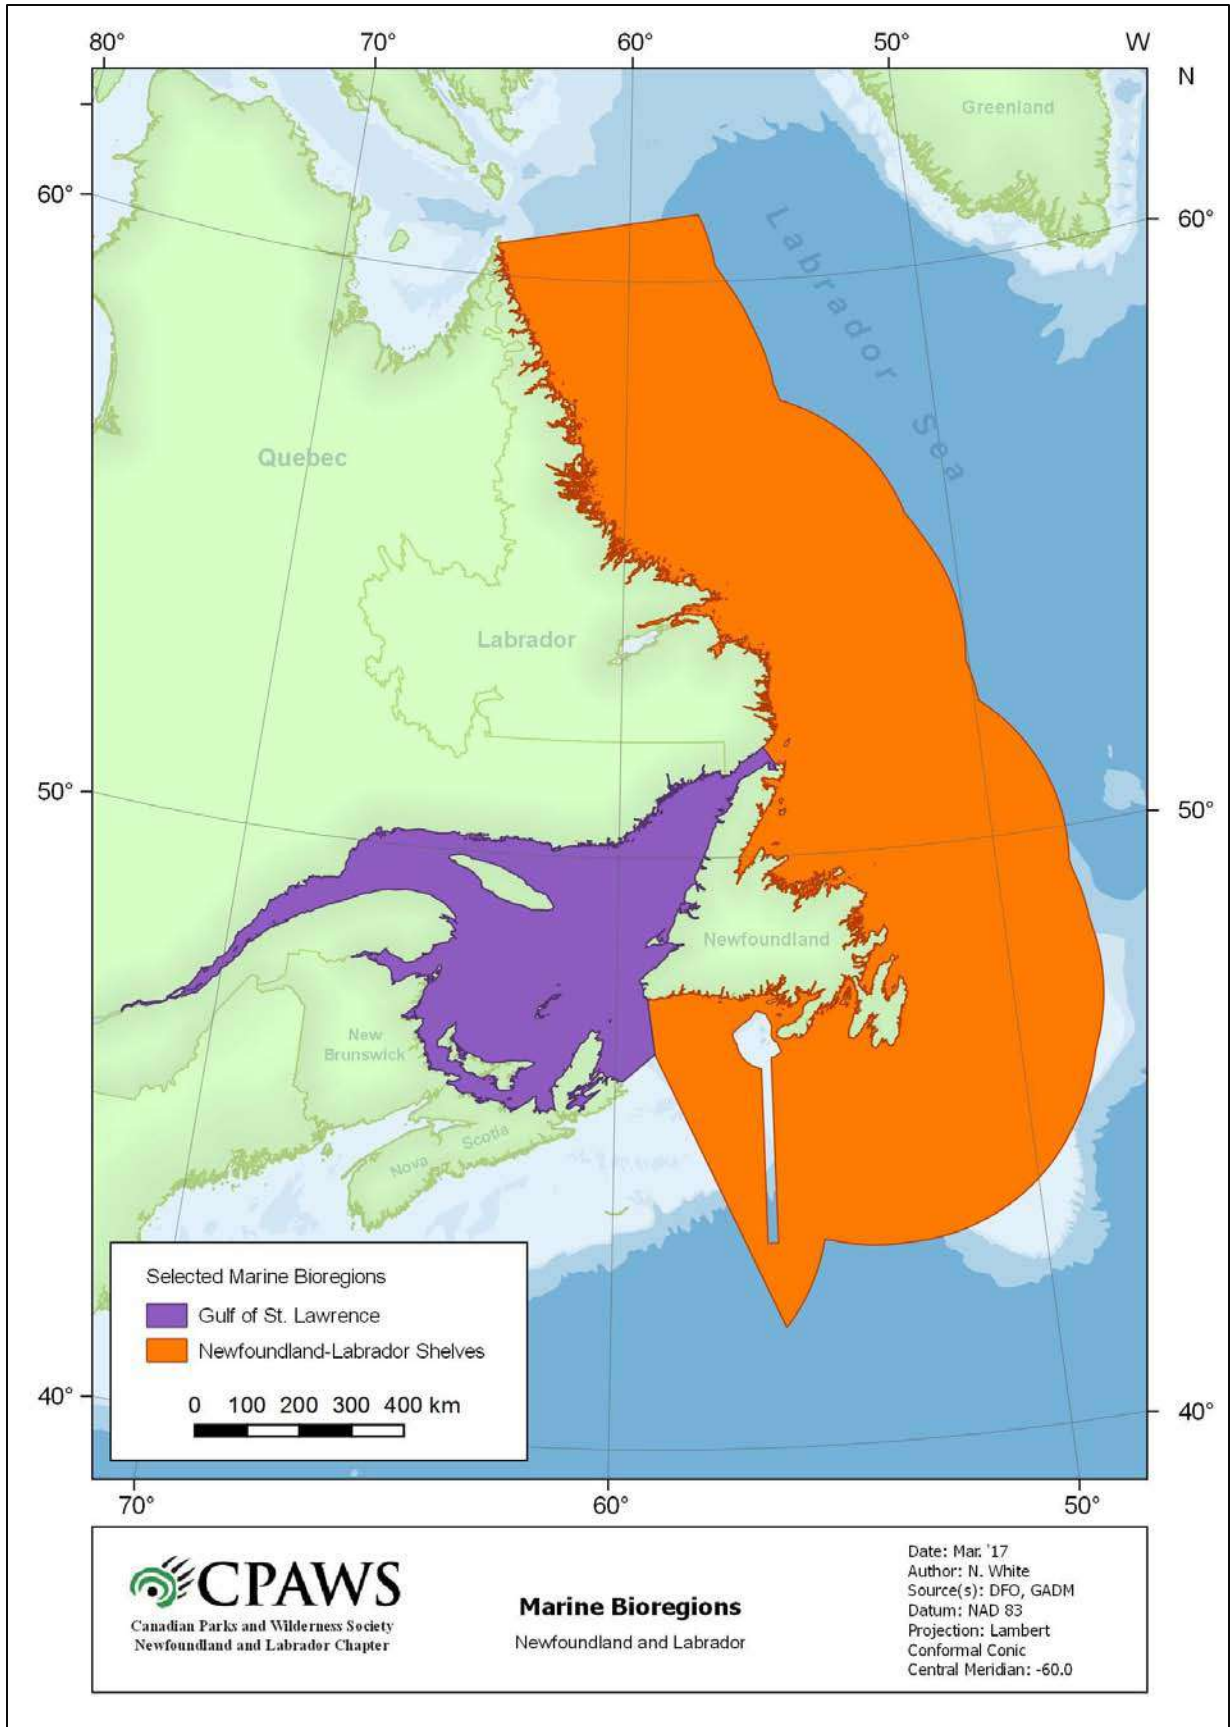 80° 70° 60° 50° W
N
Greenland
60° 60°
Labrador Sea
Quebec
Labrador
50° 50°
Newfoundland
New
Brunswick
Nova Scotia
Selected Marine Bioregions
Gulf of St. Lawrence
Newfoundland-Labrador Shelves
0 100 200 300 400 km
40° 40°
70° 60° 50°
CPAWS
Canadian Parks and Wilderness Society
Newfoundland and Labrador Chapter
Marine Bioregions
Newfoundland and Labrador
Date: Mar. '17
Author: N. White
Source(s): DFO, GADM
Datum: NAD 83
Projection: Lambert
Conformal Conic
Central Meridian: -60.0